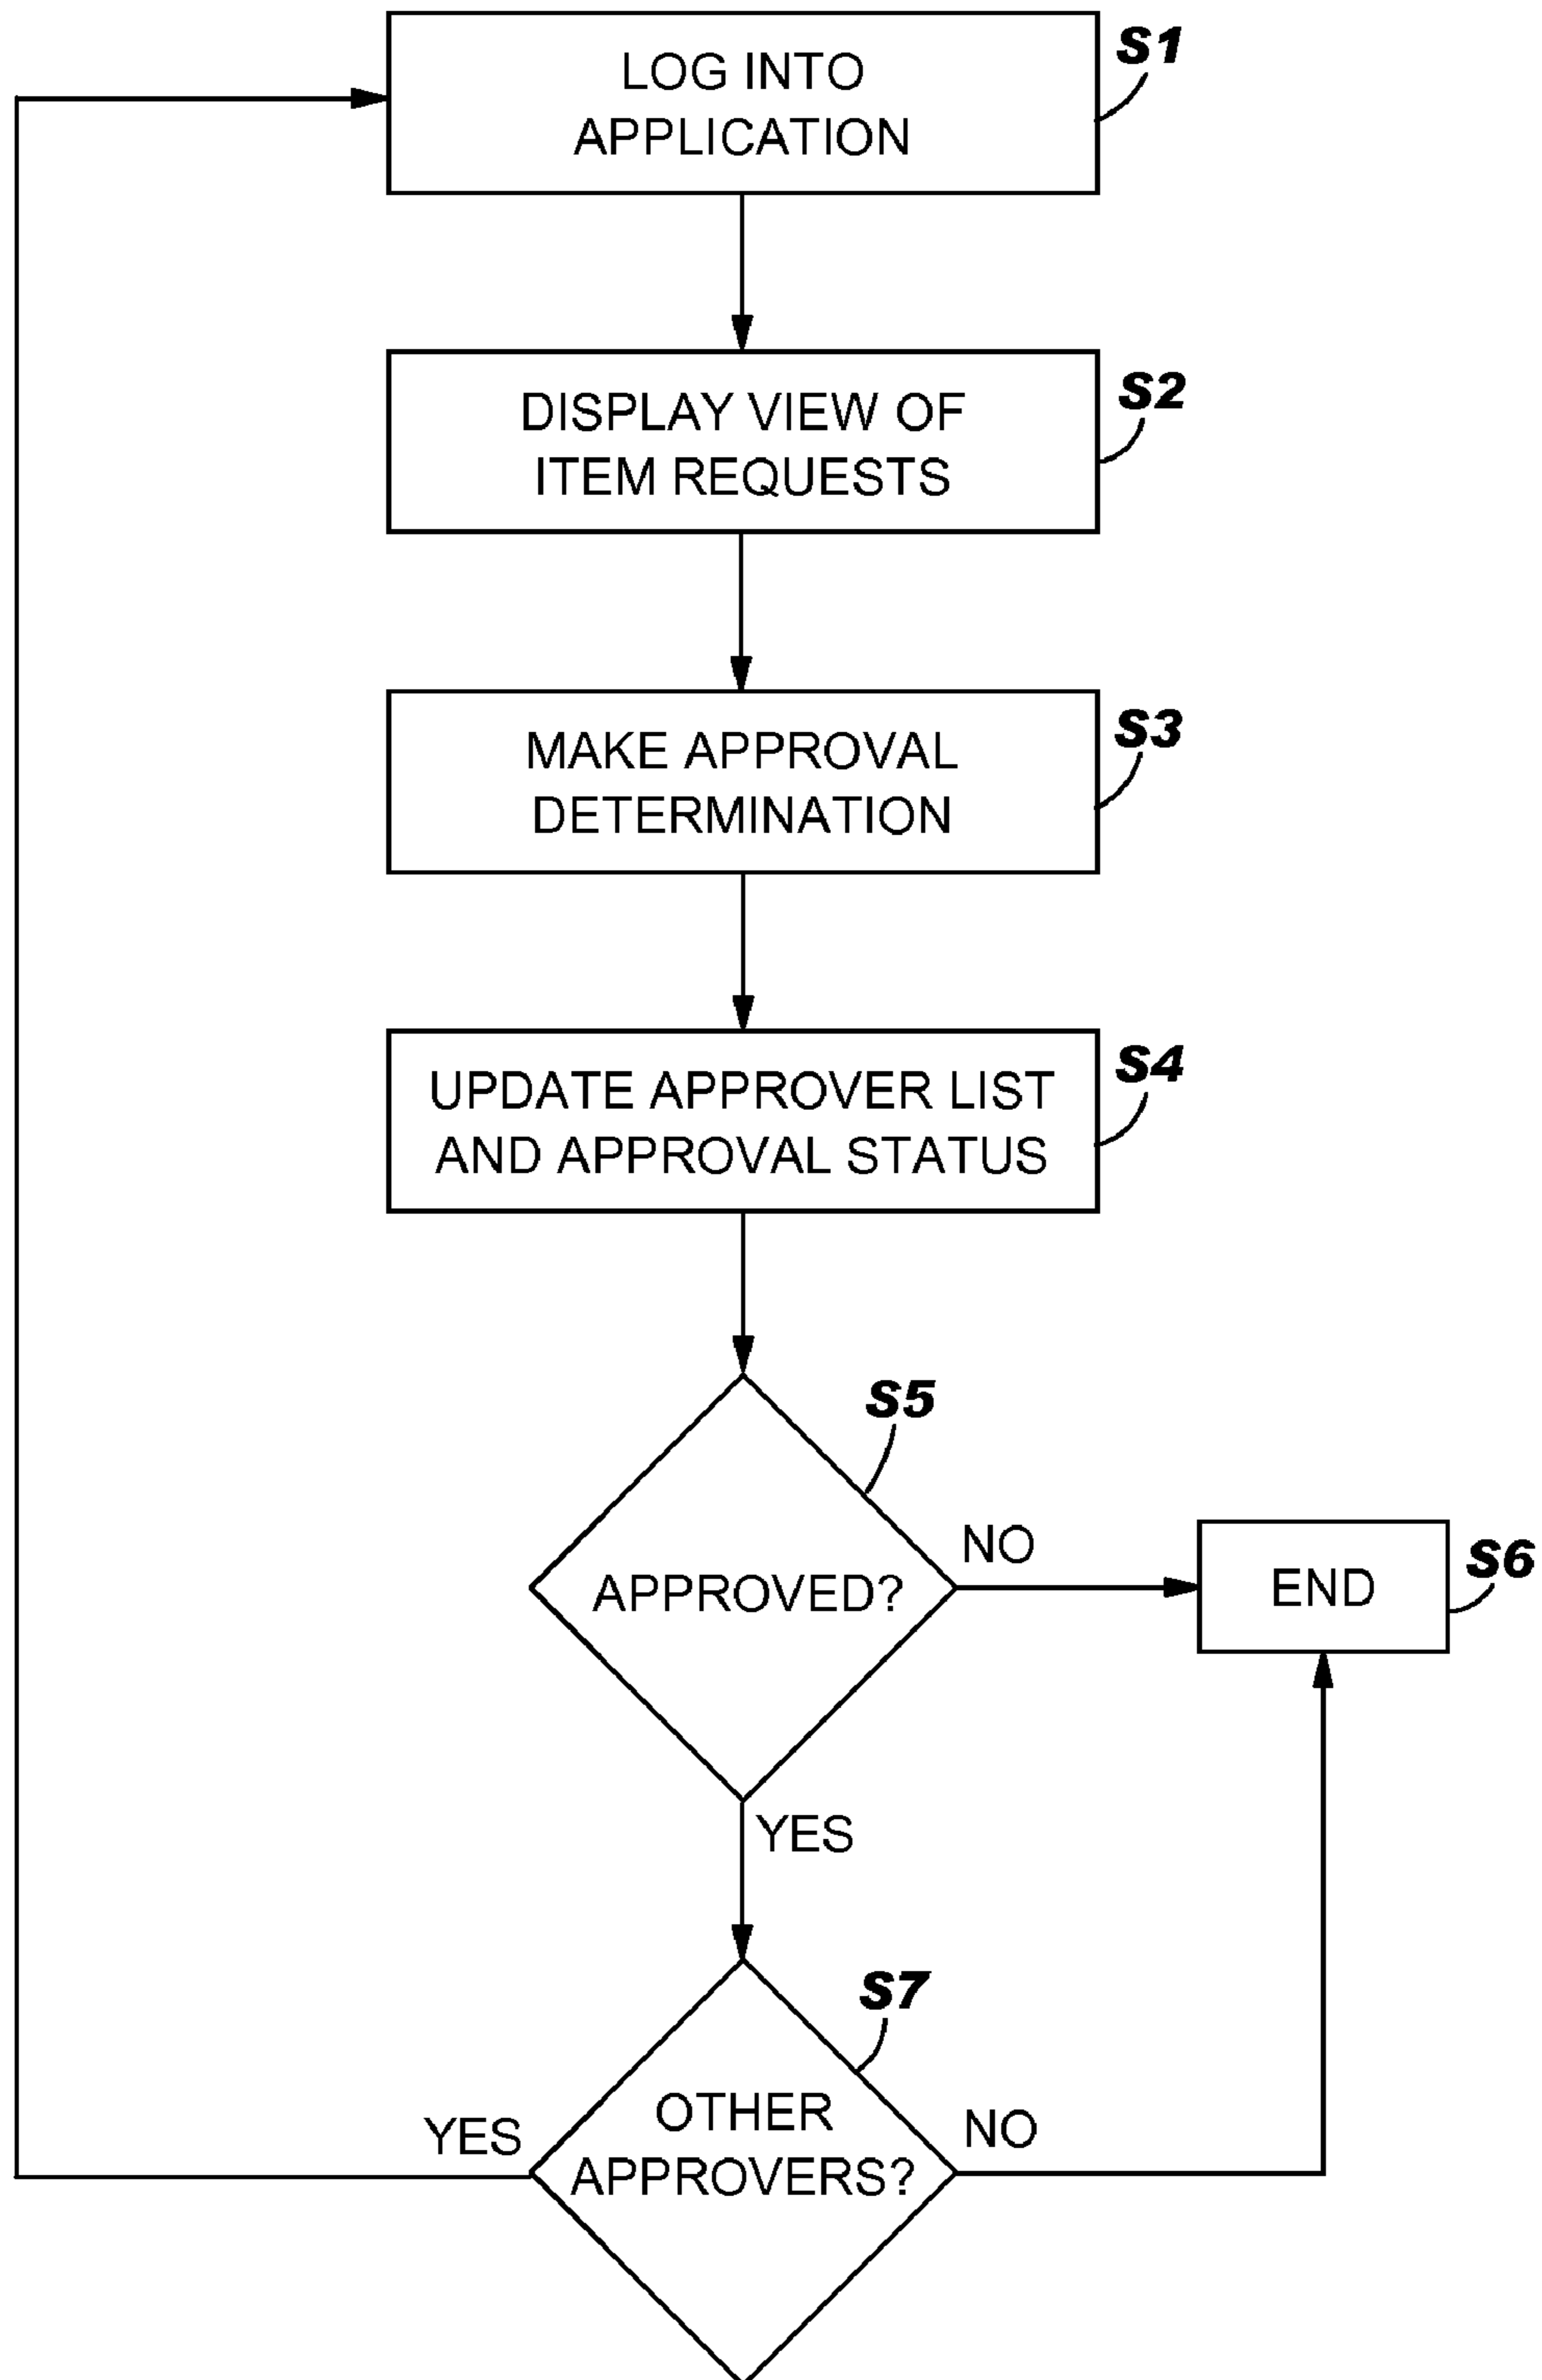 LOG INTO
APPLICATION
S1
DISPLAY VIEW OF
ITEM REQUESTS
S2
MAKE APPROVAL
DETERMINATION
S3
UPDATE APPROVER LIST
AND APPROVAL STATUS
S4
S5
APPROVED?
NO
END
S6
YES
S7
OTHER
APPROVERS?
YES
NO